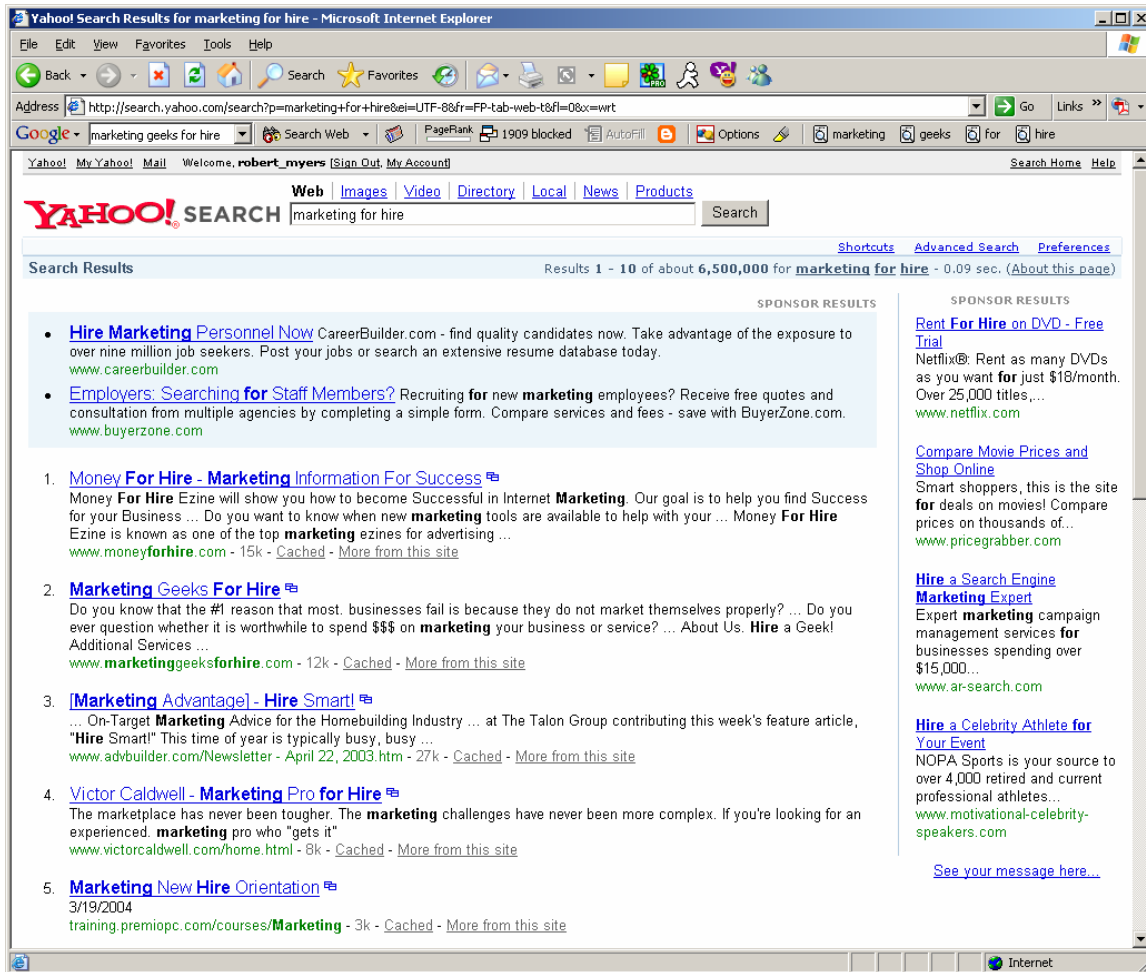 Yahoo! Search Results for marketing for hire - Microsoft Internet Explorer
File Edit View Favorites Tools Help
Back Search Favorites PRO
Address http://search.yahoo.com/search?p=marketing+for+hire&ei=UTF-8&fr=FP-tab-web-t&fl=0&x=wrt Go Links »
Google marketing geeks for hire Search Web PageRank 1909 blocked AutoFill Options marketing geeks for hire
Yahoo! My Yahoo! Mail Welcome, robert_myers [Sign Out, My Account] Search Home Help
Web | Images | Video | Directory | Local | News | Products
YAHOO! SEARCH marketing for hire Search
Shortcuts Advanced Search Preferences
Search Results Results 1 - 10 of about 6,500,000 for marketing for hire - 0.09 sec. (About this page)
SPONSOR RESULTS
• Hire Marketing Personnel Now CareerBuilder.com - find quality candidates now. Take advantage of the exposure to
over nine million job seekers. Post your jobs or search an extensive resume database today.
www.careerbuilder.com
• Employers: Searching for Staff Members? Recruiting for new marketing employees? Receive free quotes and
consultation from multiple agencies by completing a simple form. Compare services and fees - save with BuyerZone.com.
www.buyerzone.com
1. Money For Hire - Marketing Information For Success
Money For Hire Ezine will show you how to become Successful in Internet Marketing. Our goal is to help you find Success
for your Business ... Do you want to know when new marketing tools are available to help with your ... Money For Hire
Ezine is known as one of the top marketing ezines for advertising ...
www.moneyforhire.com - 15k - Cached - More from this site
2. Marketing Geeks For Hire
Do you know that the #1 reason that most. businesses fail is because they do not market themselves properly? ... Do you
ever question whether it is worthwhile to spend $$$ on marketing your business or service? ... About Us. Hire a Geek!
Additional Services ...
www.marketinggeeksforhire.com - 12k - Cached - More from this site
3. [Marketing Advantage] - Hire Smart!
... On-Target Marketing Advice for the Homebuilding Industry ... at The Talon Group contributing this week's feature article,
"Hire Smart!" This time of year is typically busy, busy ...
www.advbuilder.com/Newsletter - April 22, 2003.htm - 27k - Cached - More from this site
4. Victor Caldwell - Marketing Pro for Hire
The marketplace has never been tougher. The marketing challenges have never been more complex. If you're looking for an
experienced. marketing pro who "gets it"
www.victorcaldwell.com/home.html - 8k - Cached - More from this site
5. Marketing New Hire Orientation
3/19/2004
training.premiopc.com/courses/Marketing - 3k - Cached - More from this site
SPONSOR RESULTS
Rent For Hire on DVD - Free
Trial
Netflix®: Rent as many DVDs
as you want for just $18/month.
Over 25,000 titles,...
www.netflix.com
Compare Movie Prices and
Shop Online
Smart shoppers, this is the site
for deals on movies! Compare
prices on thousands of...
www.pricegrabber.com
Hire a Search Engine
Marketing Expert
Expert marketing campaign
management services for
businesses spending over
$15,000...
www.ar-search.com
Hire a Celebrity Athlete for
Your Event
NOPA Sports is your source to
over 4,000 retired and current
professional athletes...
www.motivational-celebrity-
speakers.com
See your message here...
Internet